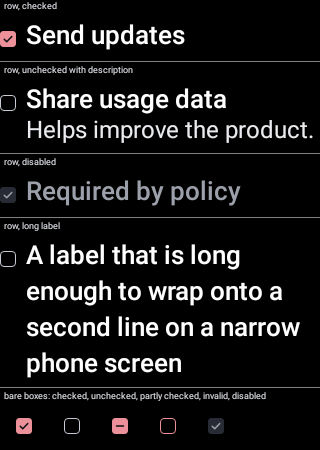 row, checked
Send updates
row, unchecked with description
Share usage data
Helps improve the product.
row, disabled
Required by policy
row, long label
A label that is long
enough to wrap onto a
second line on a narrow
phone screen
bare boxes: checked, unchecked, partly checked, invalid, disabled